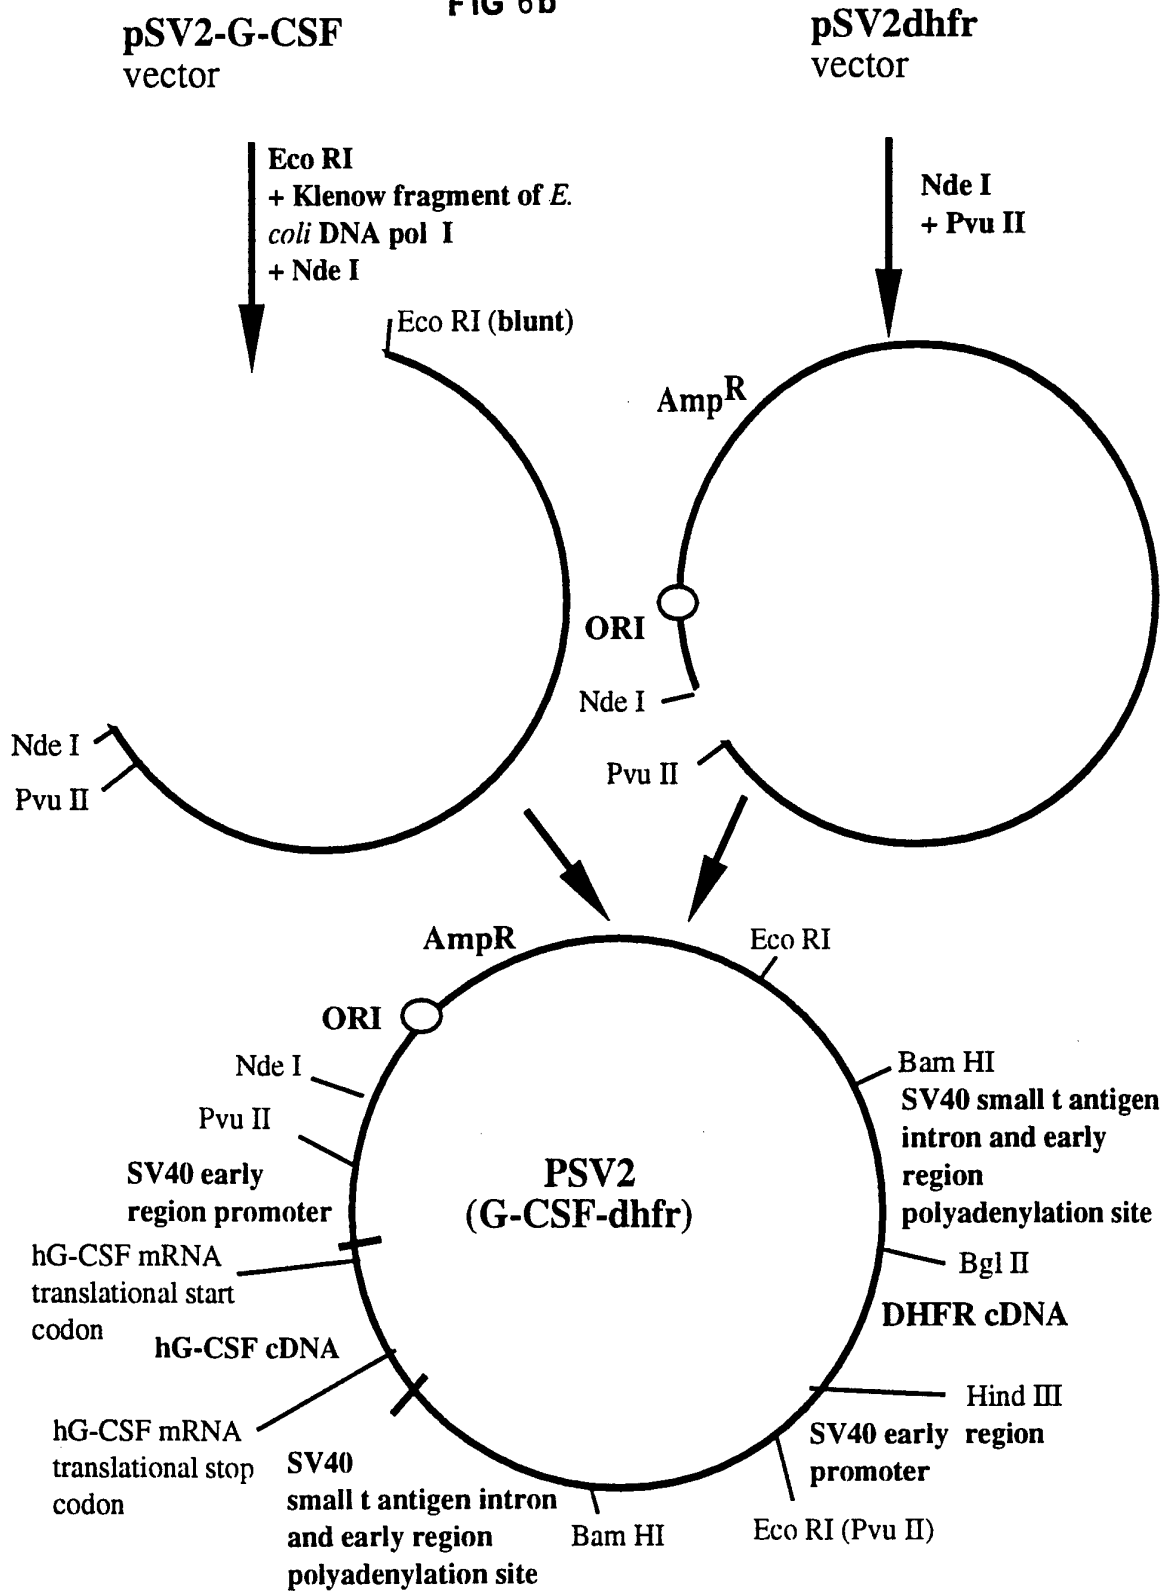 FIG 6b
pSV2-G-CSF
vector
pSV2dhfr
vector
Eco RI
+ Klenow fragment of E.
coli DNA pol I
+ Nde I
Nde I
+ Pvu II
Eco RI (blunt)
AmpR
ORI
Nde I
Pvu II
Nde I
Pvu II
AmpR
Eco RI
ORI
Nde I
Bam HI
SV40 small t antigen
intron and early
region
polyadenylation site
Pvu II
SV40 early
region promoter
PSV2
(G-CSF-dhfr)
hG-CSF mRNA
translational start
codon
Bgl II
DHFR cDNA
hG-CSF cDNA
Hind III
SV40 early region
promoter
hG-CSF mRNA
translational stop
codon
SV40
small t antigen intron
and early region
polyadenylation site
Bam HI
Eco RI (Pvu II)